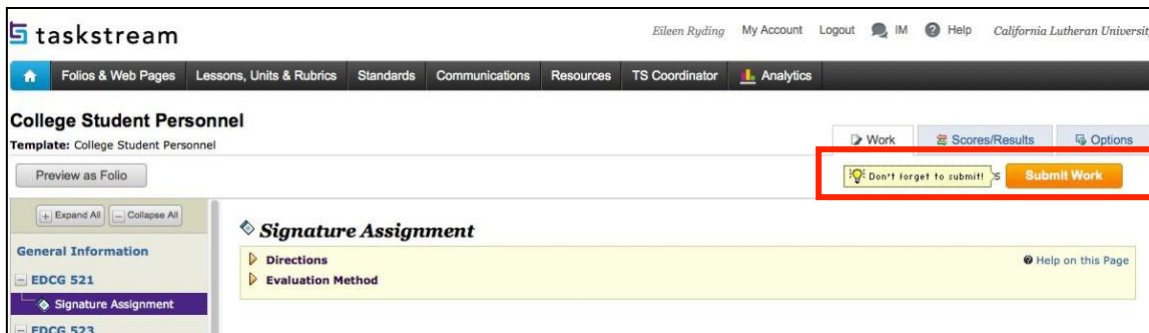 taskstream
Eileen Ryding My Account Logout IM Help California Lutheran Universit
Folios & Web Pages Lessons, Units & Rubrics Standards Communications Resources TS Coordinator Analytics
College Student Personnel
Template: College Student Personnel
Work Scores/Results Options
Preview as Folio
Don't forget to submit! s Submit Work
Expand All Collapse All
Signature Assignment
General Information
Directions Help on this Page
EDCG 521
Evaluation Method
Signature Assignment
EDCG 523